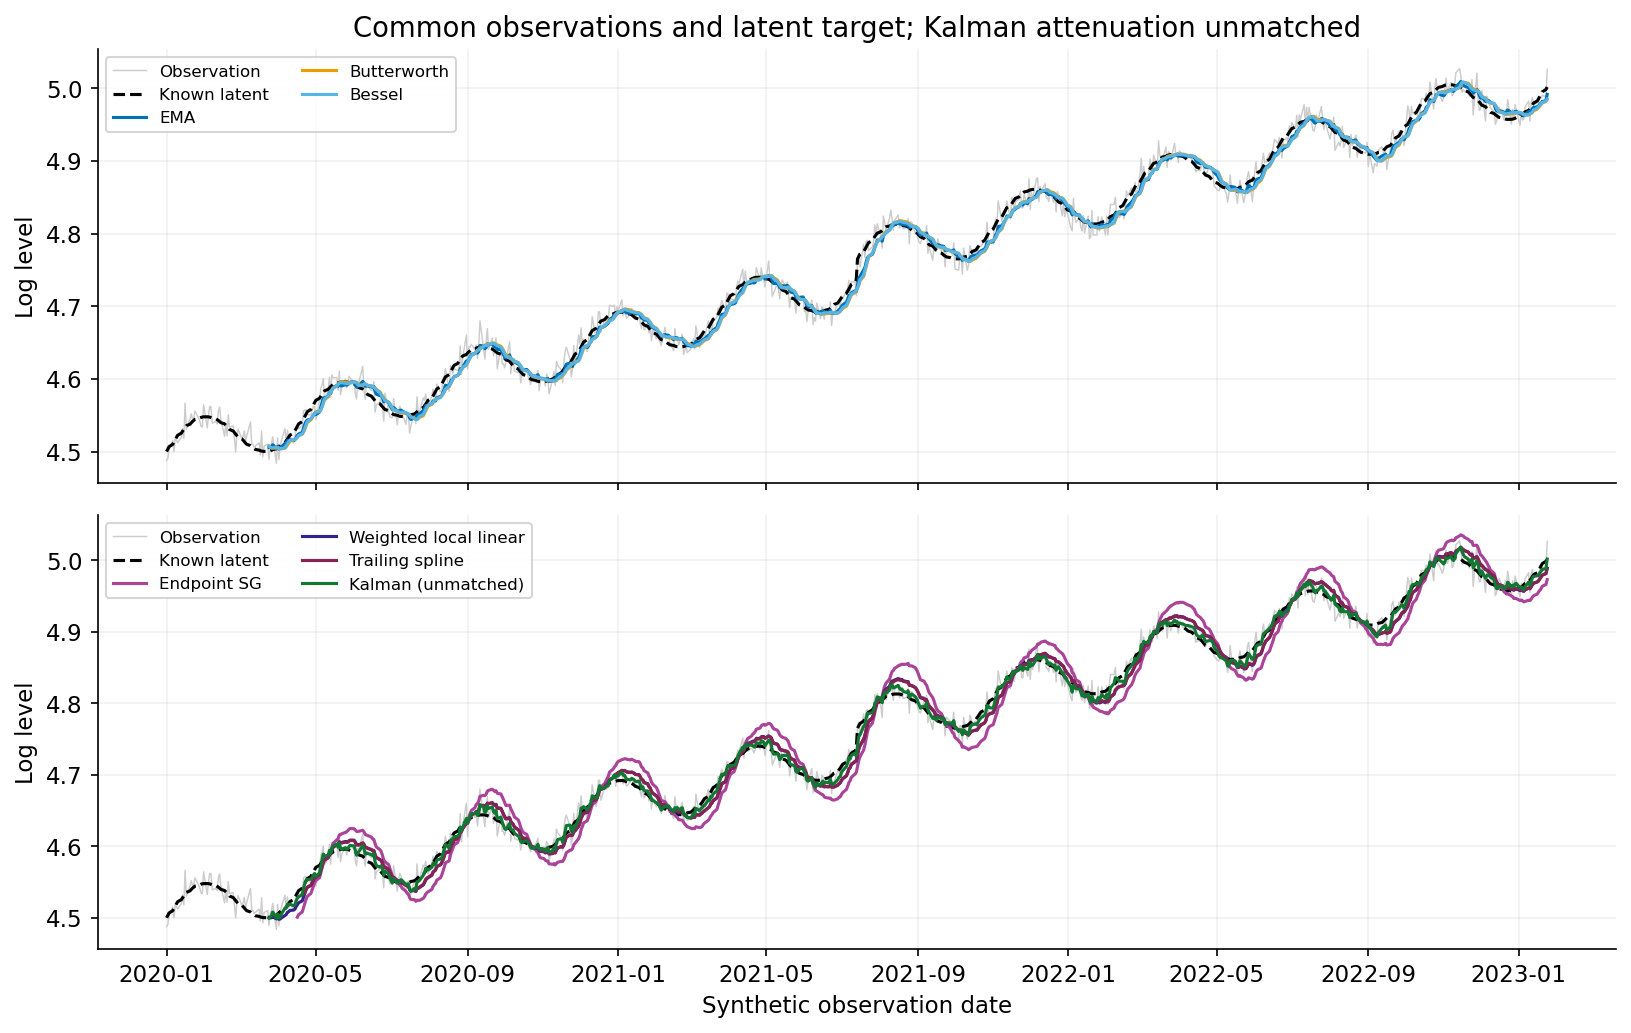 Common observations and latent target; Kalman attenuation unmatched
Observation
Known latent
EMA
Butterworth
Bessel
Log level
5.0
4.9
4.8
4.7
4.6
4.5
Observation
Known latent
Endpoint SG
Weighted local linear
Trailing spline
Kalman (unmatched)
Log level
5.0
4.9
4.8
4.7
4.6
4.5
2020-01
2020-05
2020-09
2021-01
2021-05
2021-09
2022-01
2022-05
2022-09
2023-01
Synthetic observation date